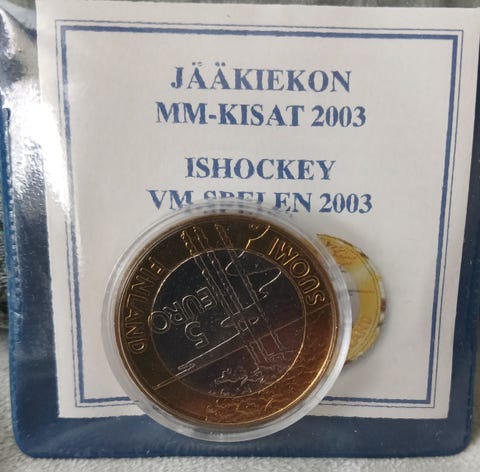 JÄÄKIEKON
MM-KISAT 2003
ISHOCKEY
VM-SPELEN 2003
SUOMI
FINLAND
5
EURO